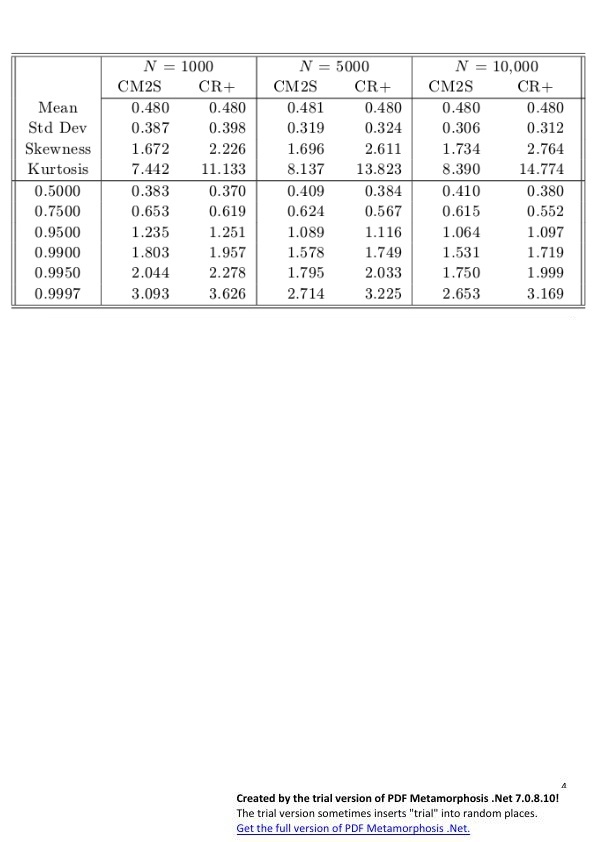 N = 1000 N = 5000 N = 10,000
CM2S CR+ CM2S CR+ CM2S CR+
Mean 0.480 0.480 0.481 0.480 0.480 0.480
Std Dev 0.387 0.398 0.319 0.324 0.306 0.312
Skewness 1.672 2.226 1.696 2.611 1.734 2.764
Kurtosis 7.442 11.133 8.137 13.823 8.390 14.774
0.5000 0.383 0.370 0.409 0.384 0.410 0.380
0.7500 0.653 0.619 0.624 0.567 0.615 0.552
0.9500 1.235 1.251 1.089 1.116 1.064 1.097
0.9900 1.803 1.957 1.578 1.749 1.531 1.719
0.9950 2.044 2.278 1.795 2.033 1.750 1.999
0.9997 3.093 3.626 2.714 3.225 2.653 3.169
4
Created by the trial version of PDF Metamorphosis .Net 7.0.8.10!
The trial version sometimes inserts "trial" into random places.
Get the full version of PDF Metamorphosis .Net.